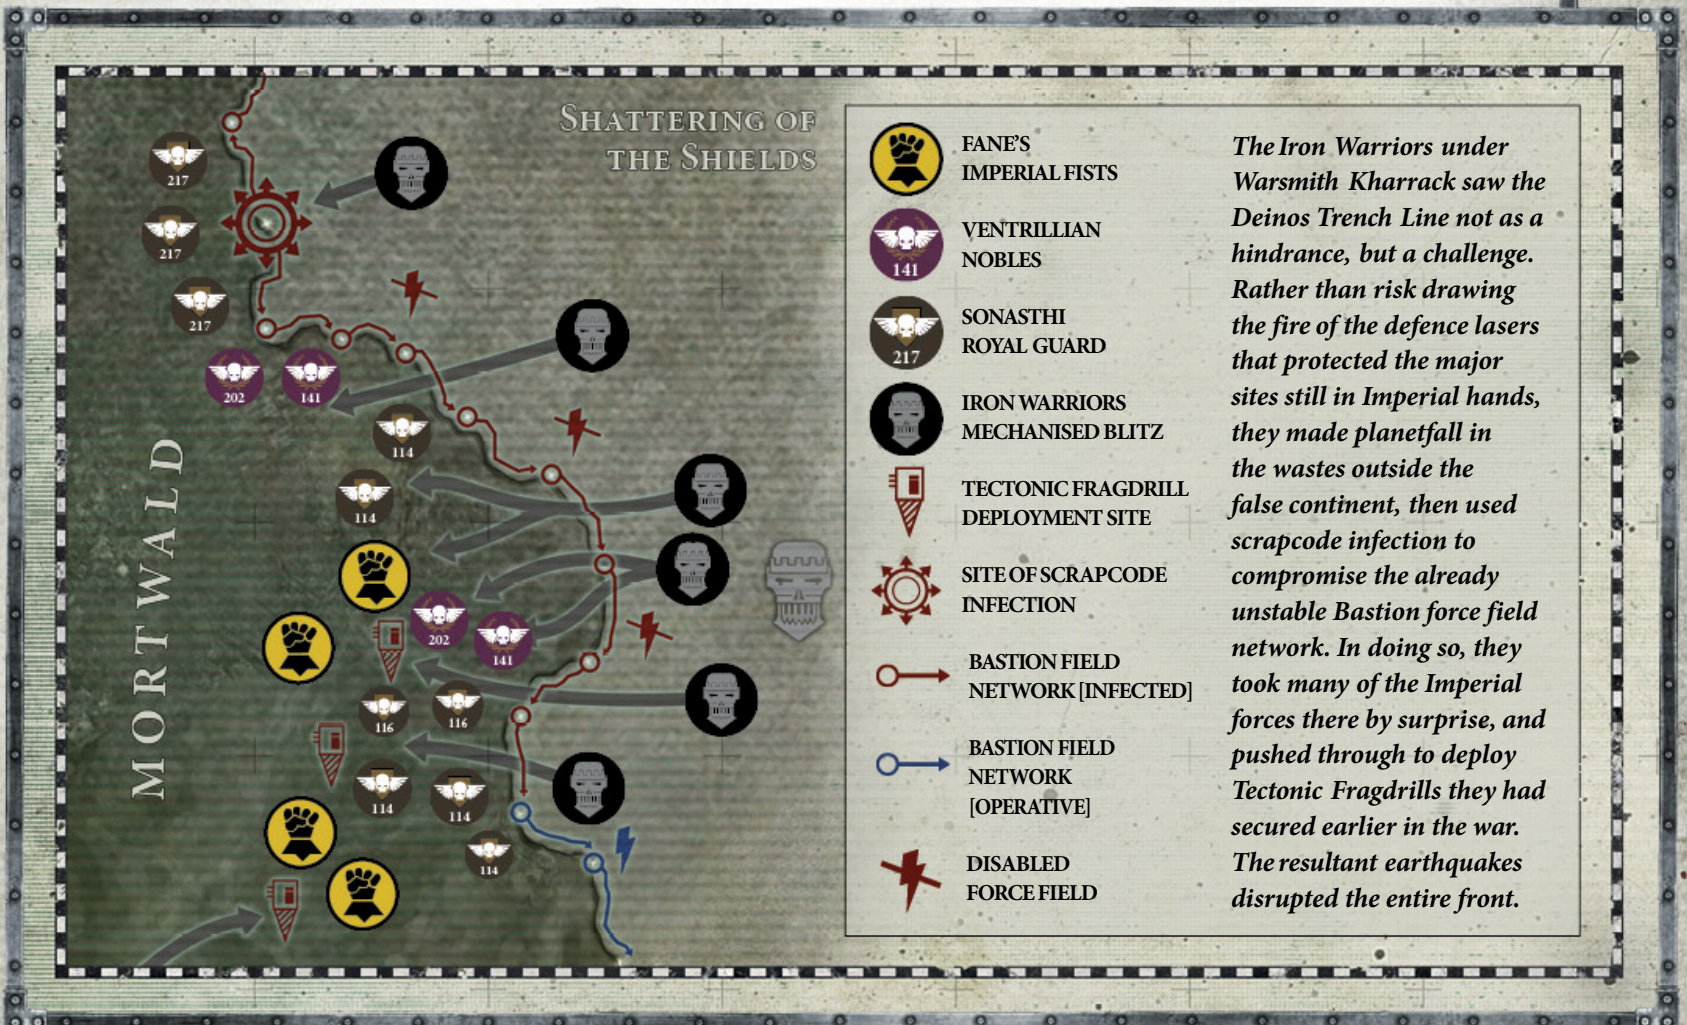 SHATTERING OF
THE SHIELDS
217
217
217
202
141
114
114
202
141
116
116
114
114
114
MORTWALD
FANE'S
IMPERIAL FISTS
141
VENTRILLIAN
NOBLES
217
SONASTHI
ROYAL GUARD
IRON WARRIORS
MECHANISED BLITZ
TECTONIC FRAGDRILL
DEPLOYMENT SITE
SITE OF SCRAPCODE
INFECTION
BASTION FIELD
NETWORK [INFECTED]
BASTION FIELD
NETWORK
[OPERATIVE]
DISABLED
FORCE FIELD
The Iron Warriors under
Warsmith Kharrack saw the
Deinos Trench Line not as a
hindrance, but a challenge.
Rather than risk drawing
the fire of the defence lasers
that protected the major
sites still in Imperial hands,
they made planetfall in
the wastes outside the
false continent, then used
scrapcode infection to
compromise the already
unstable Bastion force field
network. In doing so, they
took many of the Imperial
forces there by surprise, and
pushed through to deploy
Tectonic Fragdrills they had
secured earlier in the war.
The resultant earthquakes
disrupted the entire front.